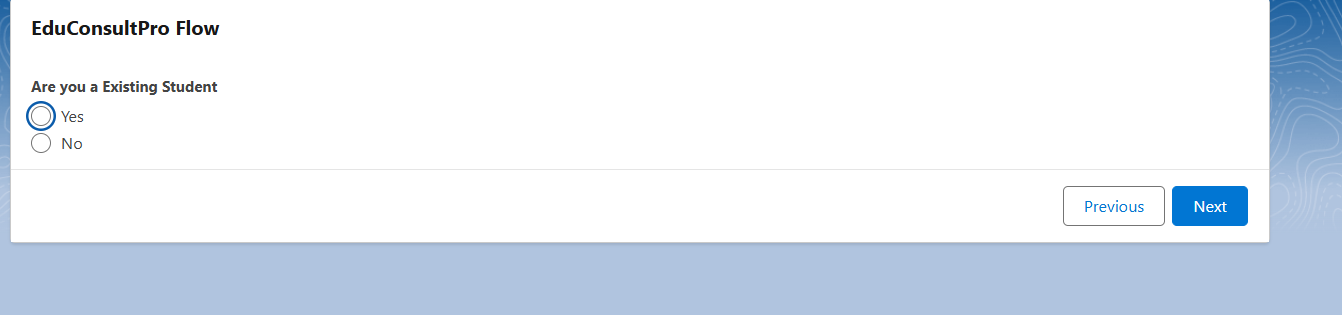 EduConsultPro Flow
Are you a Existing Student
Yes
No
Previous Next